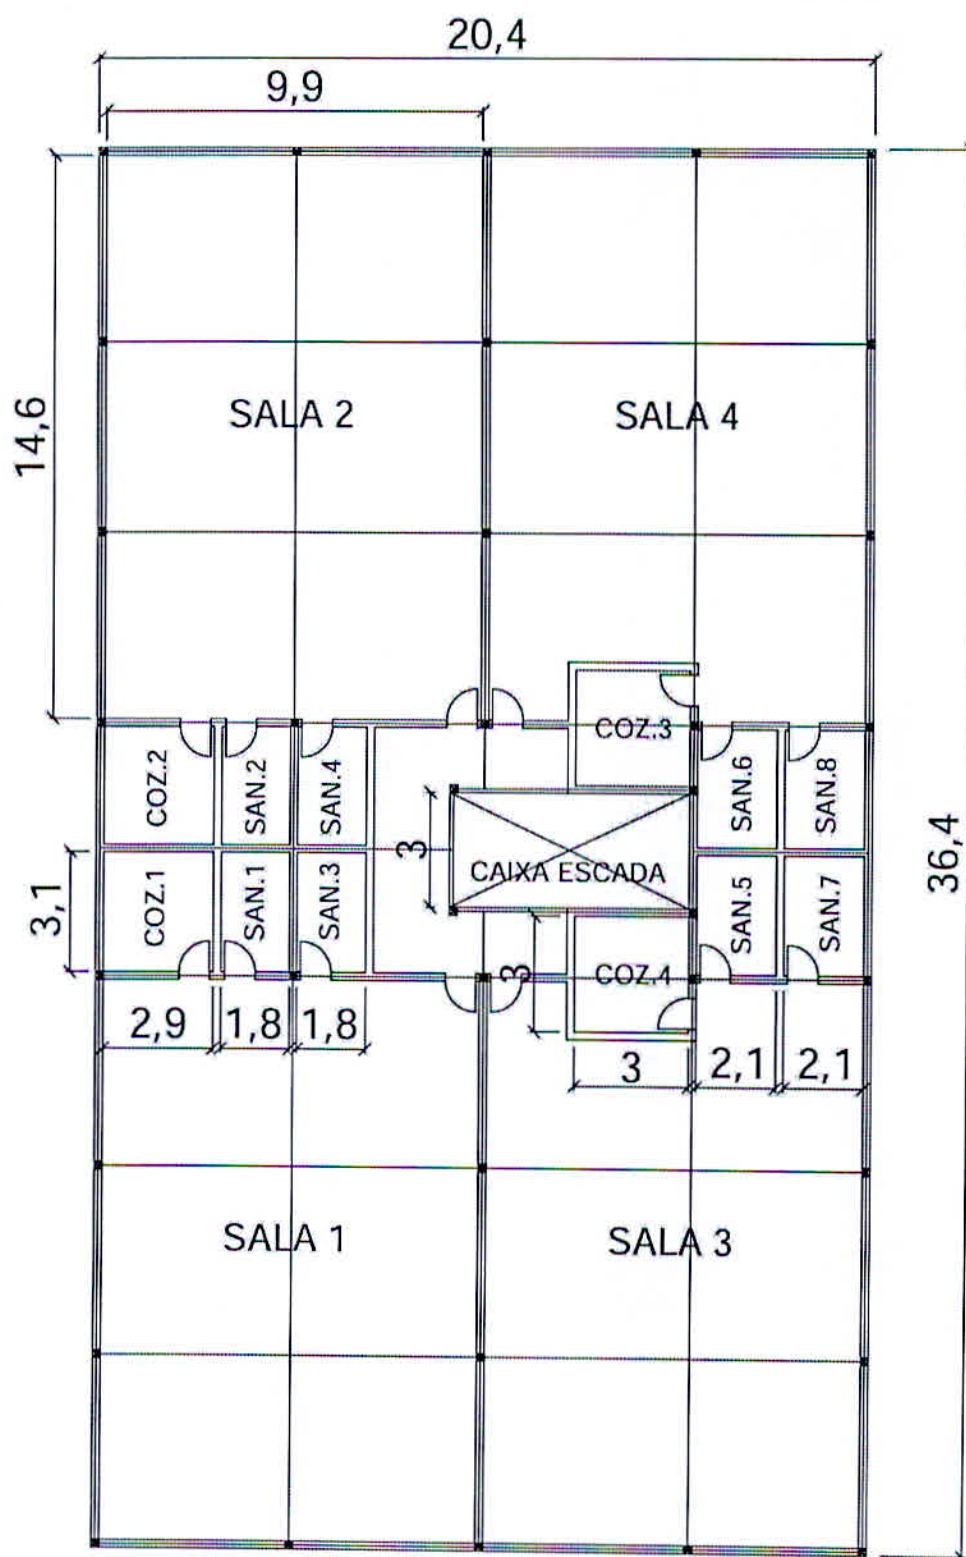 20,4
9,9
14,6
SALA 2
SALA 4
COZ.2
SAN.2
SAN.4
COZ.3
SAN.6
SAN.8
3
CAIXA ESCADA
36,4
3,1
COZ.1
SAN.1
SAN.3
3
COZ.4
SAN.5
SAN.7
2,9
1,8
1,8
3
2,1
2,1
SALA 1
SALA 3